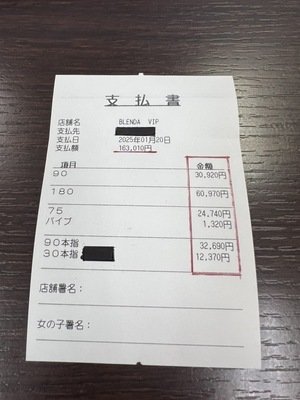 支払書
店舗名 BLENDA VIP
支払先
支払日 2025年01月20日
支払額 163,010円
項目 金額
９０ 30,920円
１８０ 60,970円
７５ 24,740円
バイブ 1,320円
９０本指 32,690円
３０本指 12,370円
店舗署名：
女の子署名：